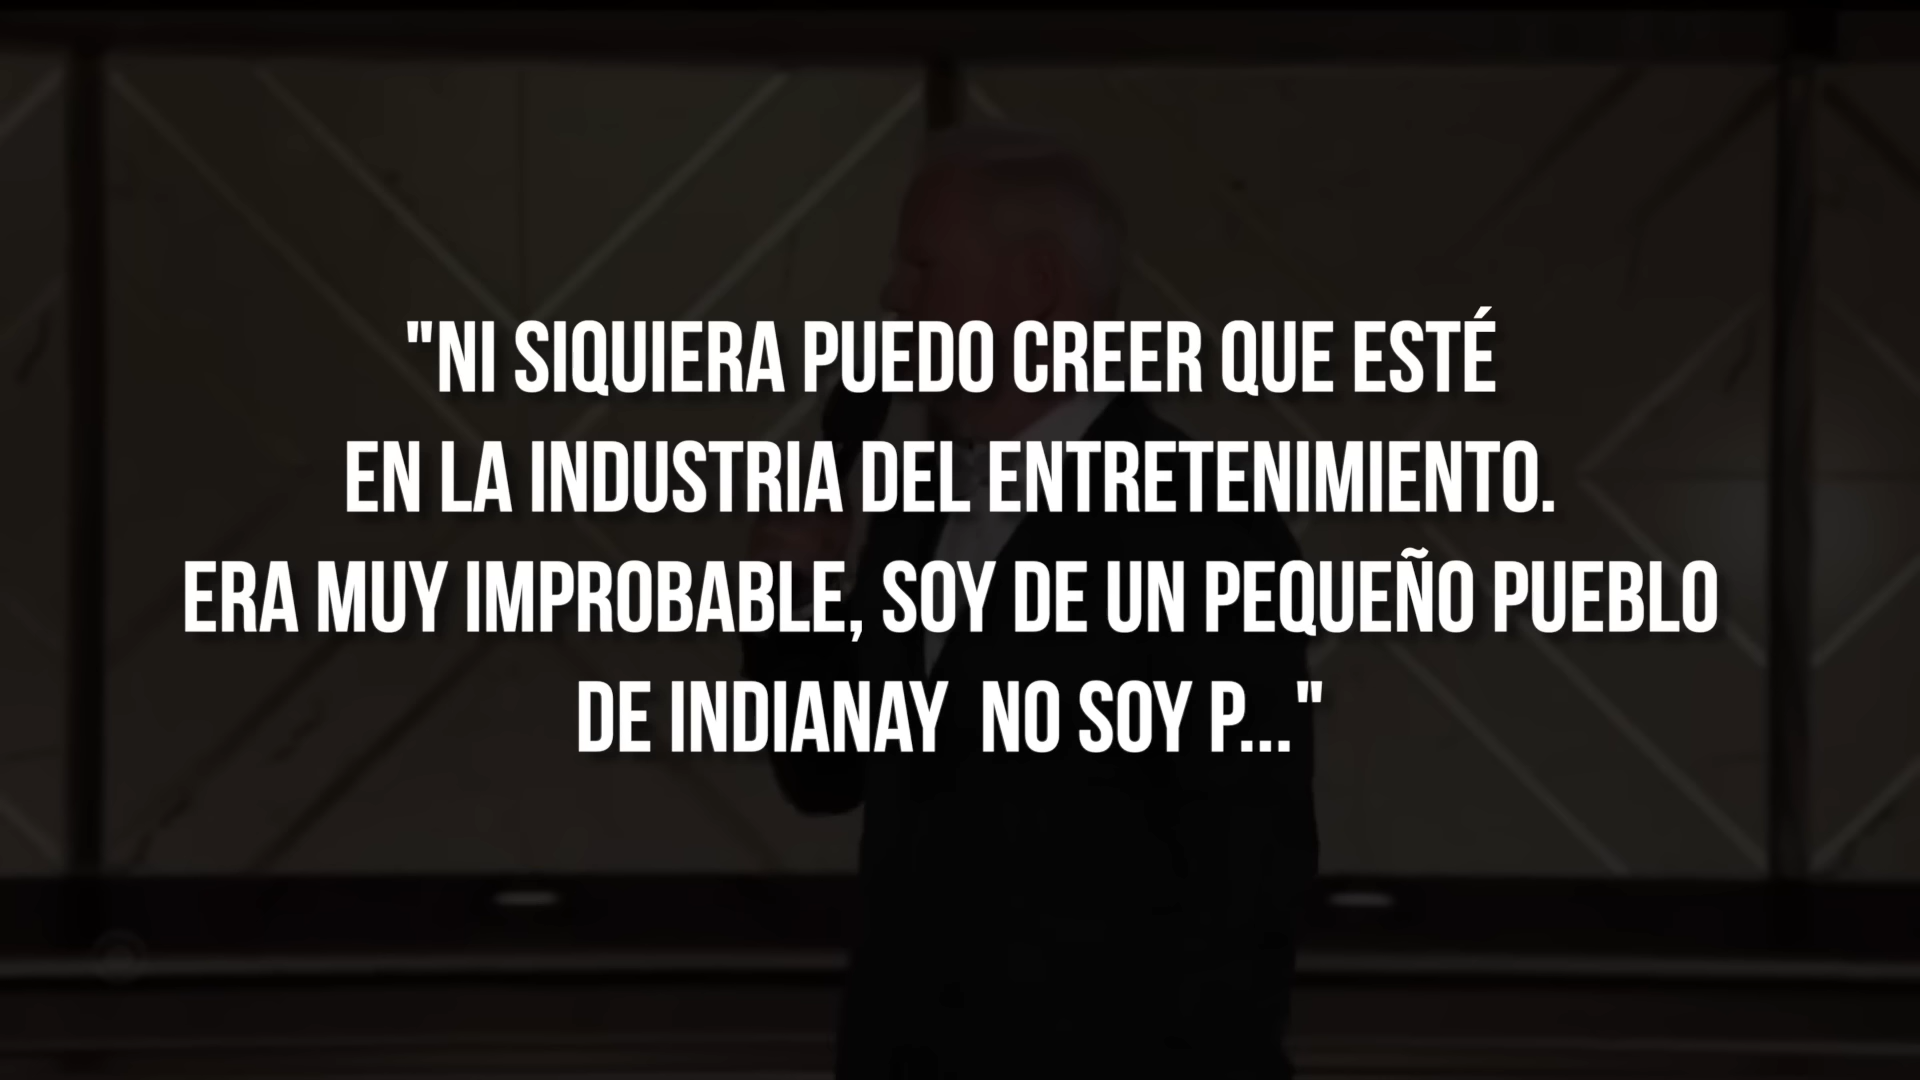 "NI SIQUIERA PUEDO CREER QUE ESTÉ
EN LA INDUSTRIA DEL ENTRETENIMIENTO.
ERA MUY IMPROBABLE, SOY DE UN PEQUEÑO PUEBLO
DE INDIANAY  NO SOY P..."